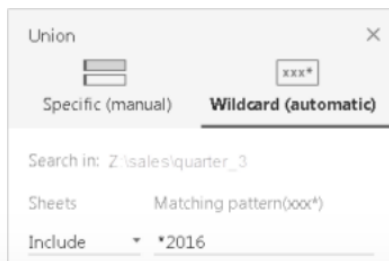 Union ×
xxx*
Specific (manual) Wildcard (automatic)
Search in: Z:\sales\quarter_3
Sheets Matching pattern(xxx*)
Include *2016